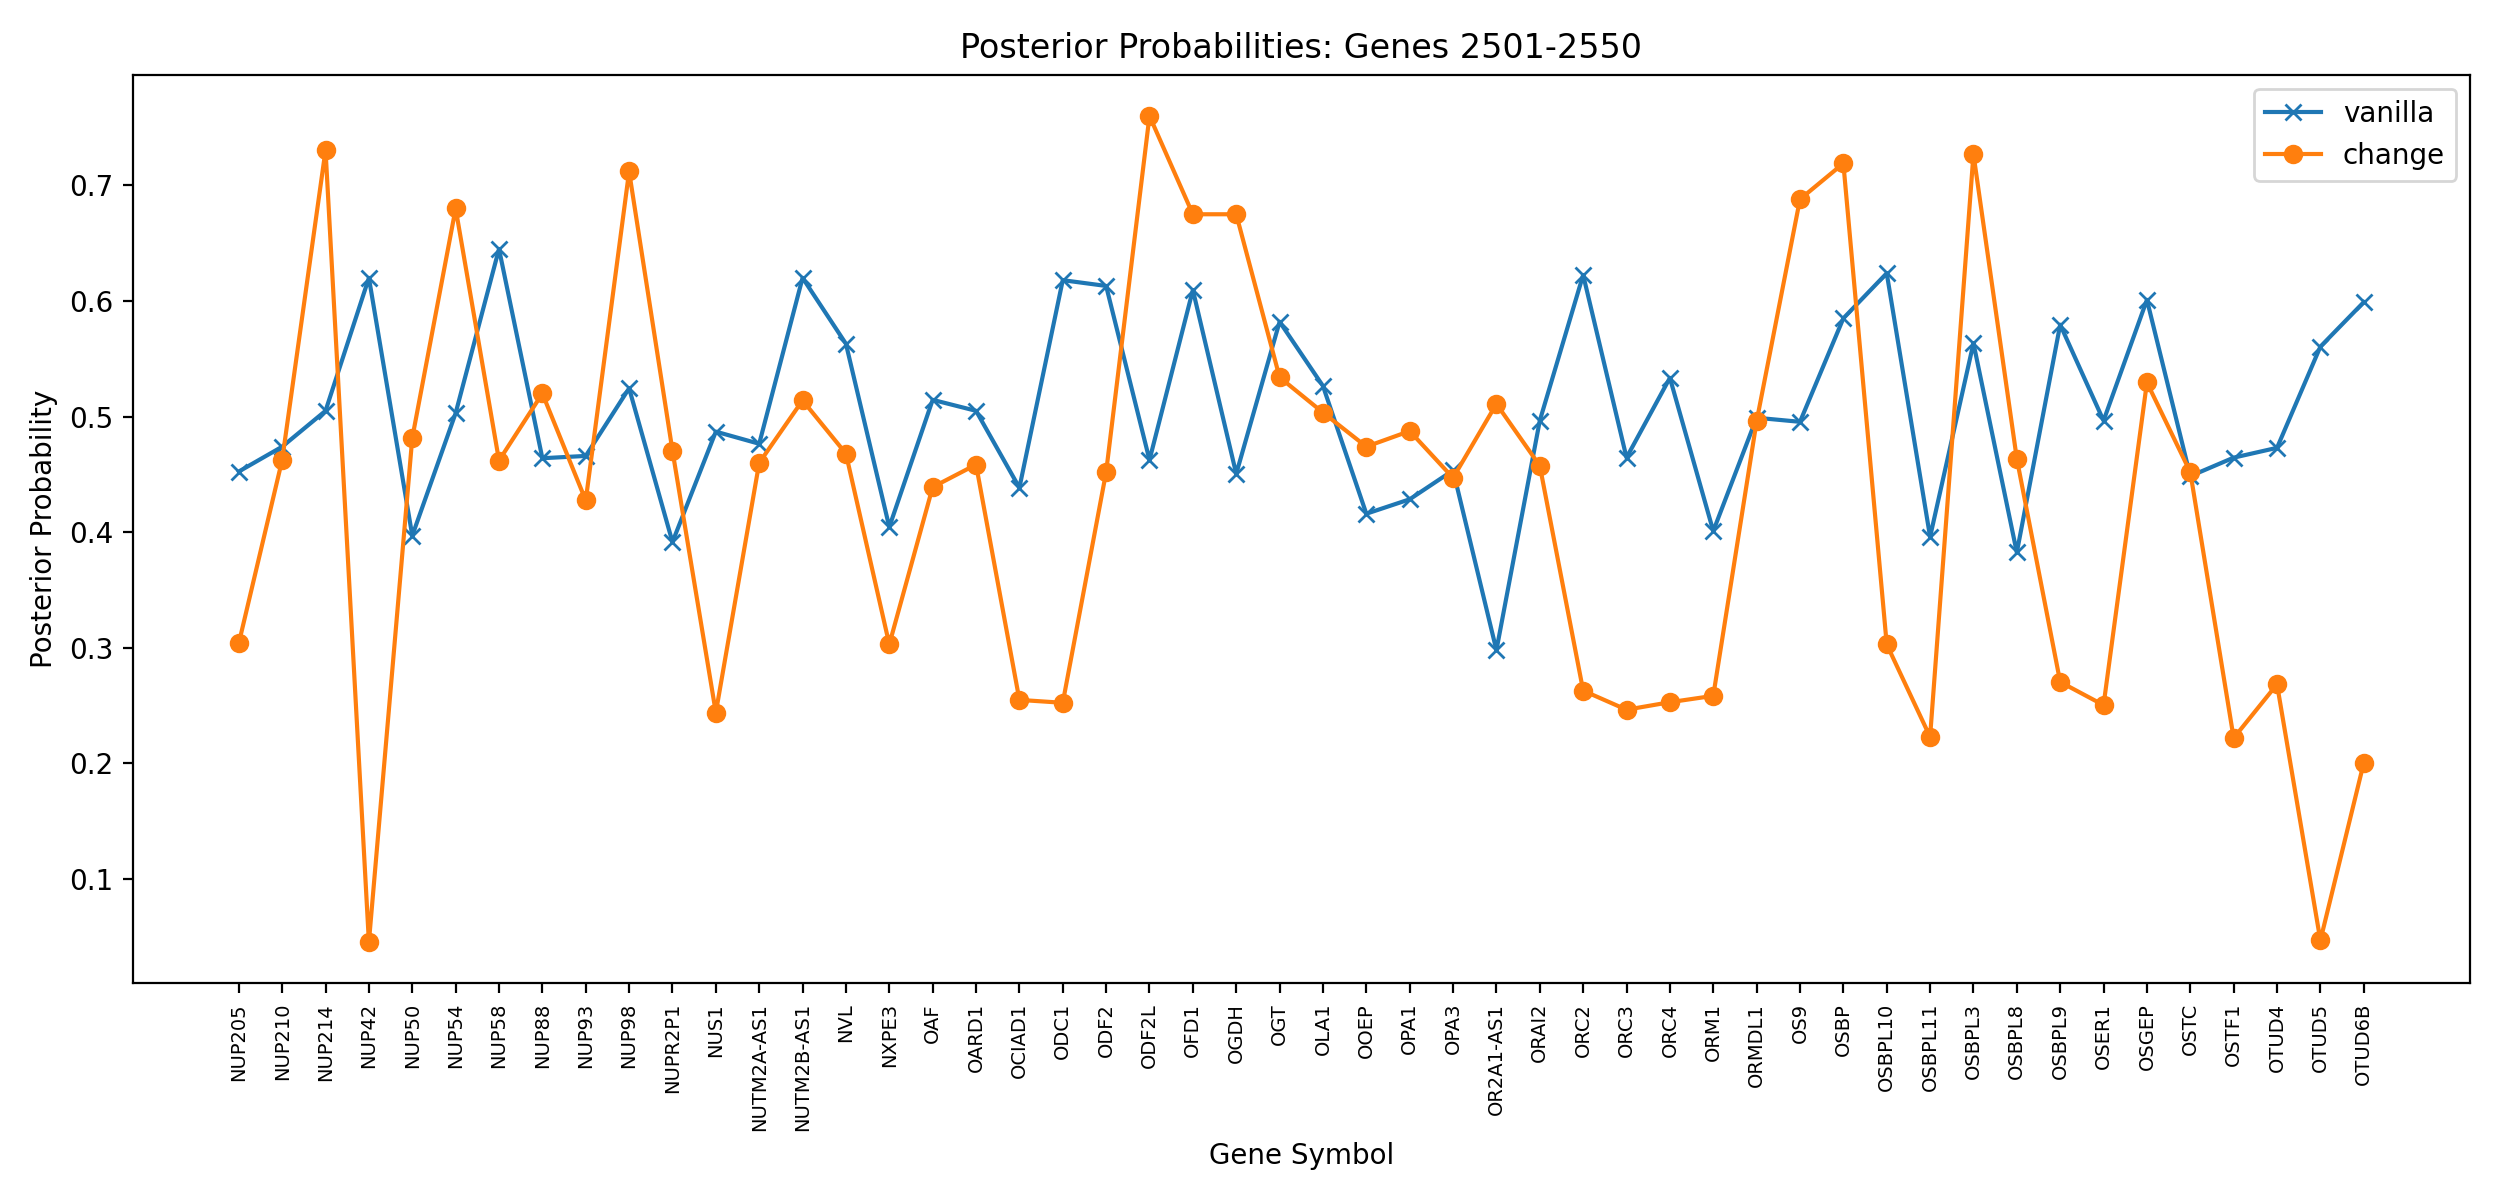 Posterior Probabilities: Genes 2501-2550
vanilla
change
Posterior Probability
0.7
0.6
0.5
0.4
0.3
0.2
0.1
NUP205
NUP210
NUP214
NUP42
NUP50
NUP54
NUP58
NUP88
NUP93
NUP98
NUPR2P1
NUS1
NUTM2A-AS1
NUTM2B-AS1
NVL
NXPE3
OAF
OARD1
OCIAD1
ODC1
ODF2
ODF2L
OFD1
OGDH
OGT
OLA1
OOEP
OPA1
OPA3
OR2A1-AS1
ORAI2
ORC2
ORC3
ORC4
ORM1
ORMDL1
OS9
OSBP
OSBPL10
OSBPL11
OSBPL3
OSBPL8
OSBPL9
OSER1
OSGEP
OSTC
OSTF1
OTUD4
OTUD5
OTUD6B
Gene Symbol